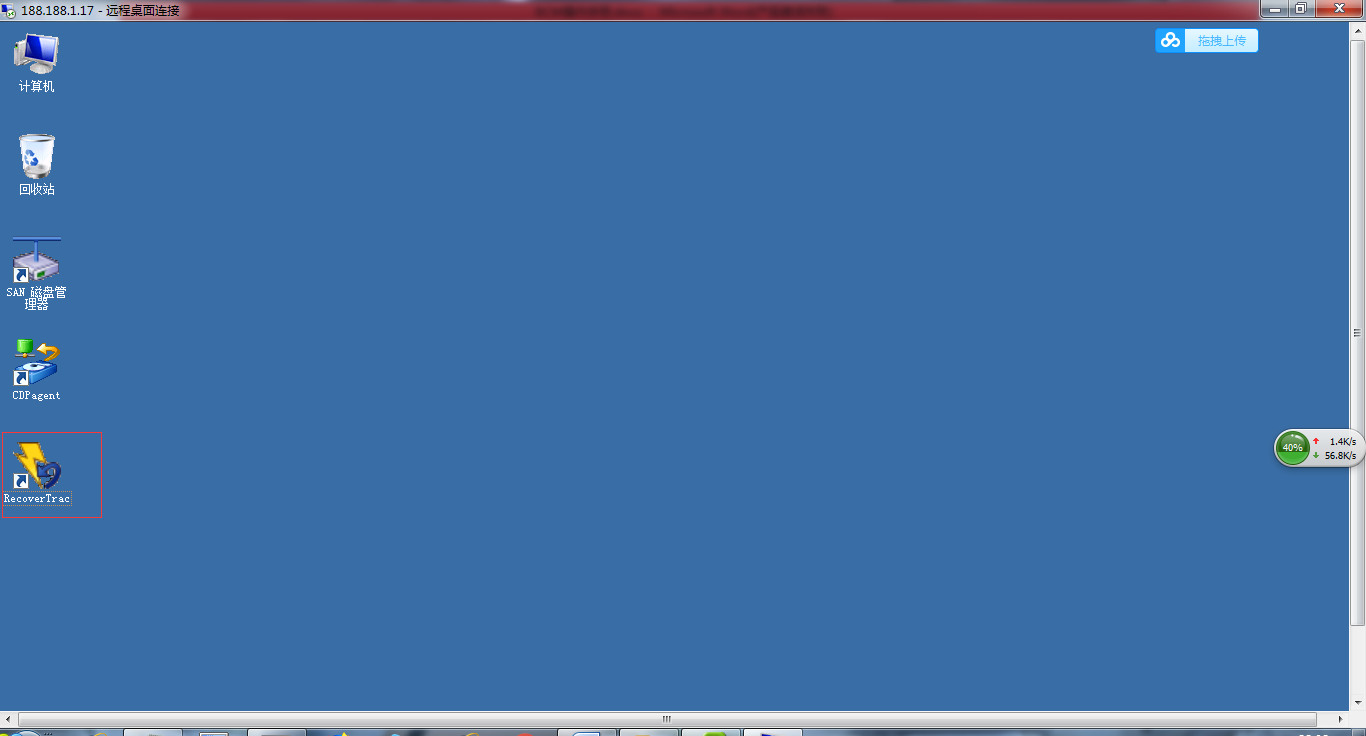 188.188.1.17 - 远程桌面连接
拖拽上传
计算机
回收站
SAN 磁盘管
理器
CDPagent
40%
1.4K/s
56.8K/s
RecoverTrac